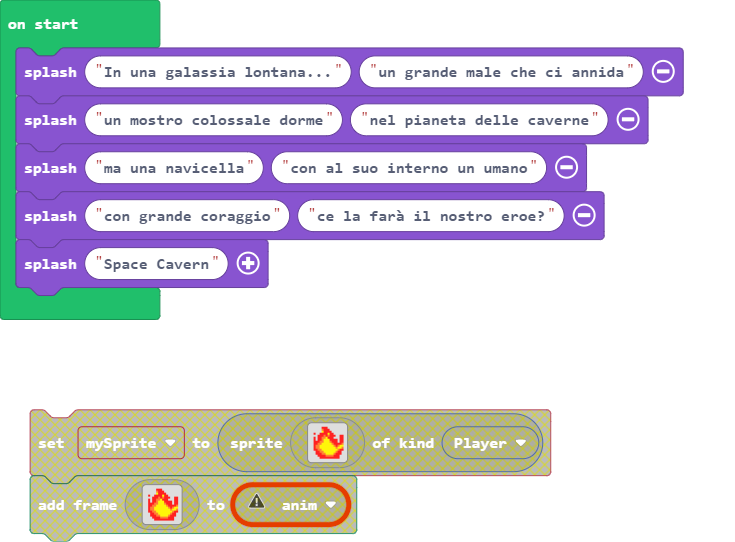 on start
splash "In una galassia lontana..." "un grande male che ci annida"
splash "un mostro colossale dorme" "nel pianeta delle caverne"
splash "ma una navicella" "con al suo interno un umano"
splash "con grande coraggio" "ce la farà il nostro eroe?"
splash "Space Cavern"
set mySprite to sprite of kind Player
add frame to anim